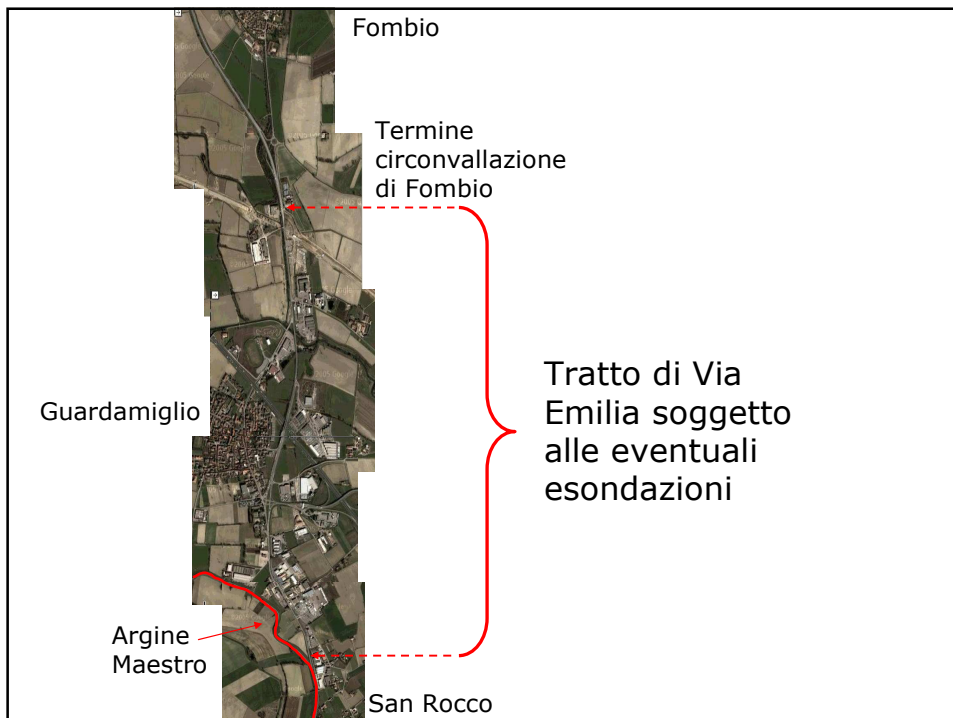 Fombio
Termine
circonvallazione
di Fombio
Tratto di Via
Emilia soggetto
alle eventuali
esondazioni
Guardamiglio
Argine
Maestro
San Rocco